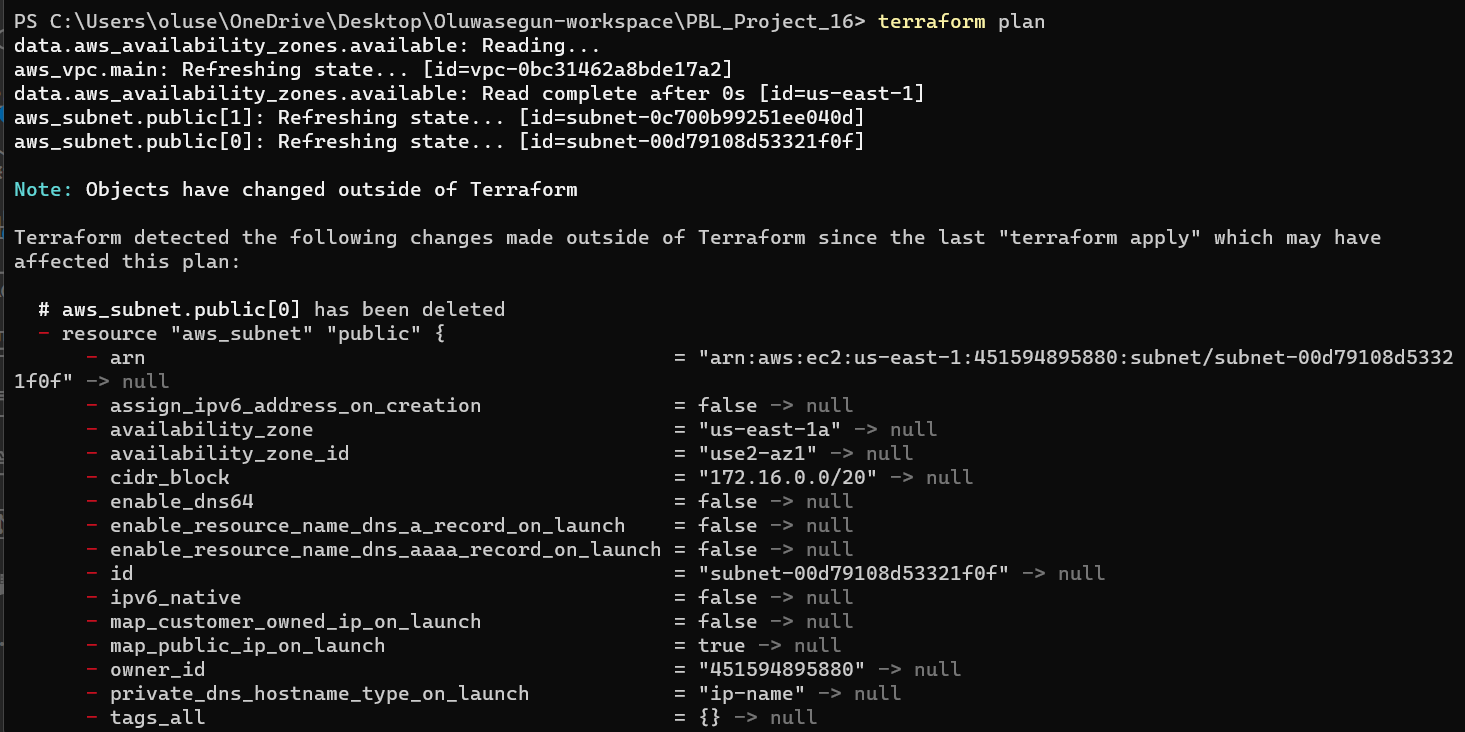 PS C:\Users\oluse\OneDrive\Desktop\Oluwasegun-workspace\PBL_Project_16> terraform plan
data.aws_availability_zones.available: Reading...
aws_vpc.main: Refreshing state... [id=vpc-0bc31462a8bde17a2]
data.aws_availability_zones.available: Read complete after 0s [id=us-east-1]
aws_subnet.public[1]: Refreshing state... [id=subnet-0c700b99251ee040d]
aws_subnet.public[0]: Refreshing state... [id=subnet-00d79108d53321f0f]
Note: Objects have changed outside of Terraform
Terraform detected the following changes made outside of Terraform since the last "terraform apply" which may have
affected this plan:
# aws_subnet.public[0] has been deleted
- resource "aws_subnet" "public" {
- arn = "arn:aws:ec2:us-east-1:451594895880:subnet/subnet-00d79108d5332
1f0f" -> null
- assign_ipv6_address_on_creation = false -> null
- availability_zone = "us-east-1a" -> null
- availability_zone_id = "use2-az1" -> null
- cidr_block = "172.16.0.0/20" -> null
- enable_dns64 = false -> null
- enable_resource_name_dns_a_record_on_launch = false -> null
- enable_resource_name_dns_aaaa_record_on_launch = false -> null
- id = "subnet-00d79108d53321f0f" -> null
- ipv6_native = false -> null
- map_customer_owned_ip_on_launch = false -> null
- map_public_ip_on_launch = true -> null
- owner_id = "451594895880" -> null
- private_dns_hostname_type_on_launch = "ip-name" -> null
- tags_all = {} -> null